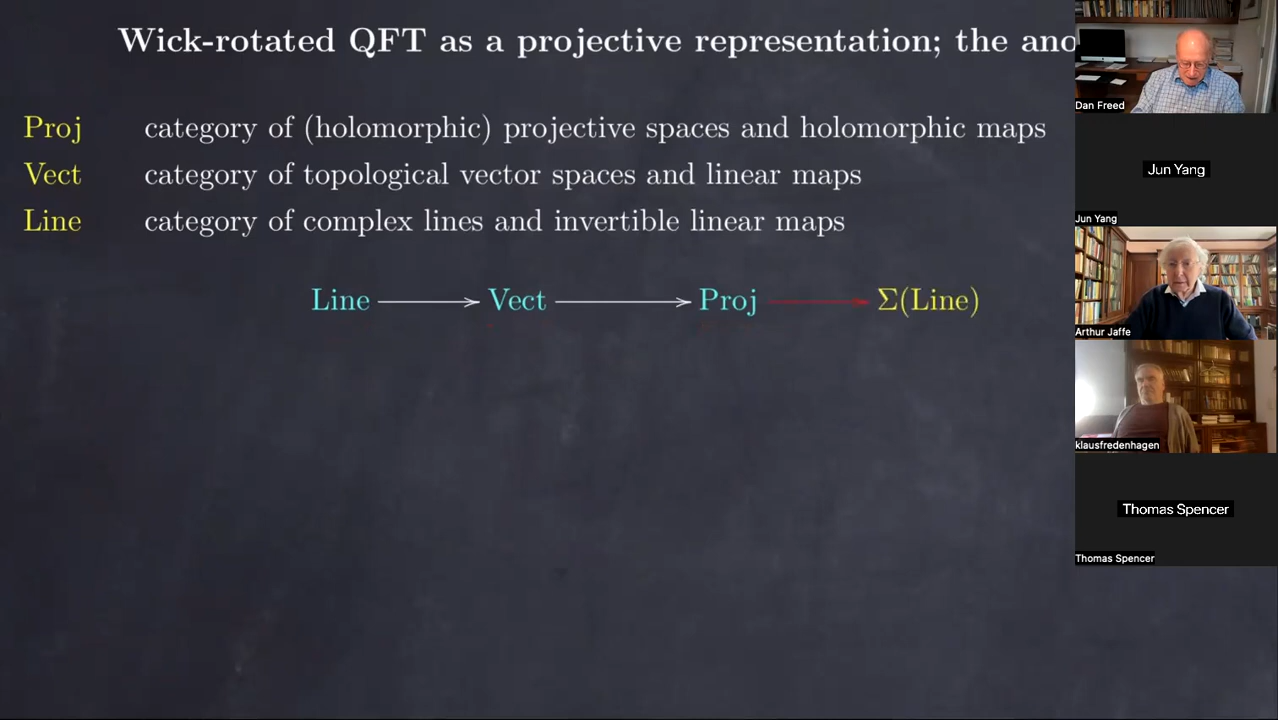 Wick-rotated QFT as a projective representation; the ano
Proj category of (holomorphic) projective spaces and holomorphic maps
Vect category of topological vector spaces and linear maps
Line category of complex lines and invertible linear maps
Line Vect Proj Σ(Line)
Dan Freed
Jun Yang
Jun Yang
Arthur Jaffe
klausfredenhagen
Thomas Spencer
Thomas Spencer